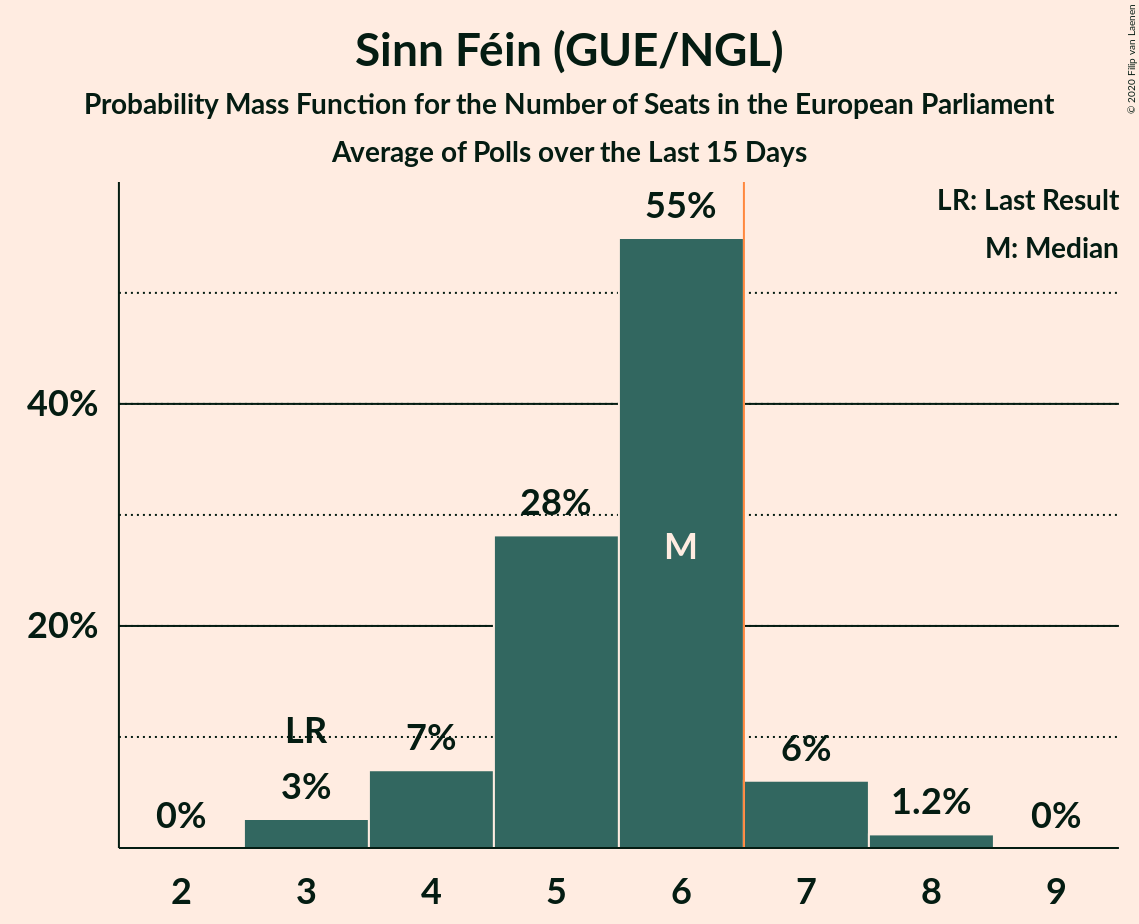 Sinn Féin (GUE/NGL)
Probability Mass Function for the Number of Seats in the European Parliament
Average of Polls over the Last 15 Days
© 2020 Filip van Laenen
LR: Last Result
M: Median
55%
40%
28%
M
20%
LR
7%
6%
3%
1.2%
0%
0%
2 3 4 5 6 7 8 9